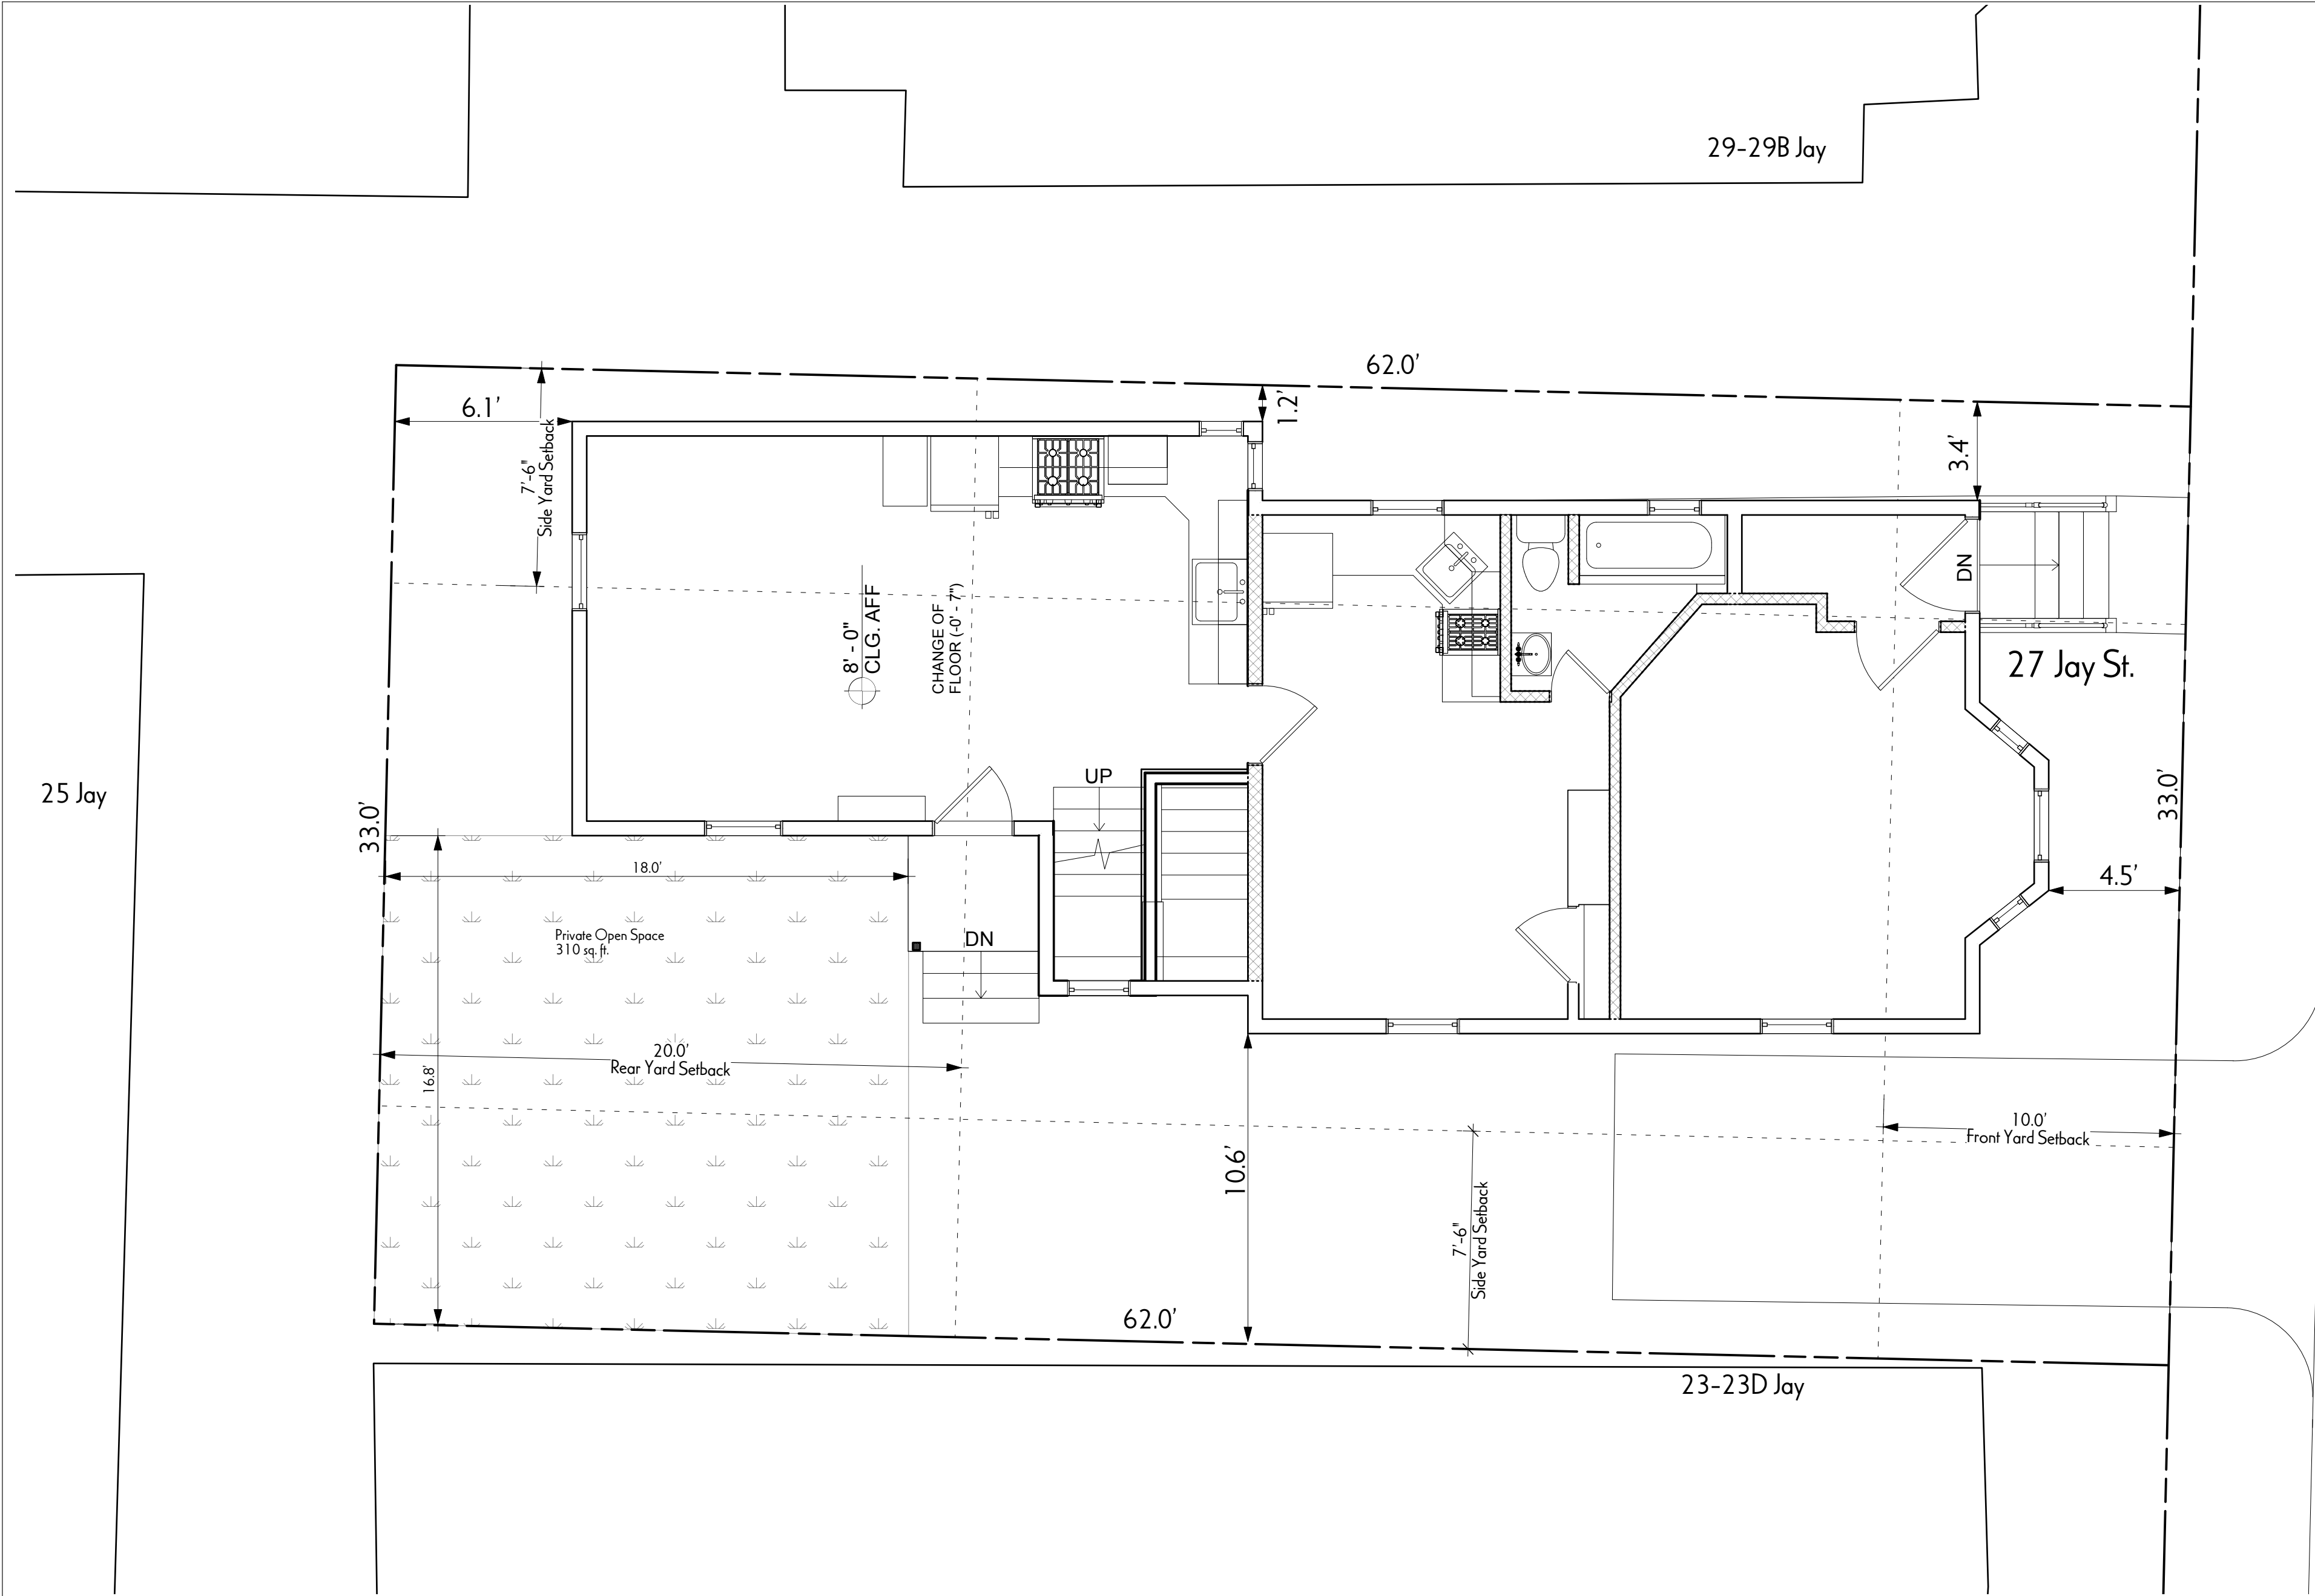 29-29B Jay
62.0'
6.1'
1.2'
3.4'
7'-6"
Side Yard Setback
8' - 0"
CLG. AFF
CHANGE OF
FLOOR (-0' - 7")
DN
27 Jay St.
25 Jay
UP
33.0'
33.0'
18.0'
4.5'
Private Open Space
310 sq. ft.
DN
20.0'
Rear Yard Setback
16.8'
10.0'
Front Yard Setback
10.6'
7'-6"
Side Yard Setback
62.0'
23-23D Jay